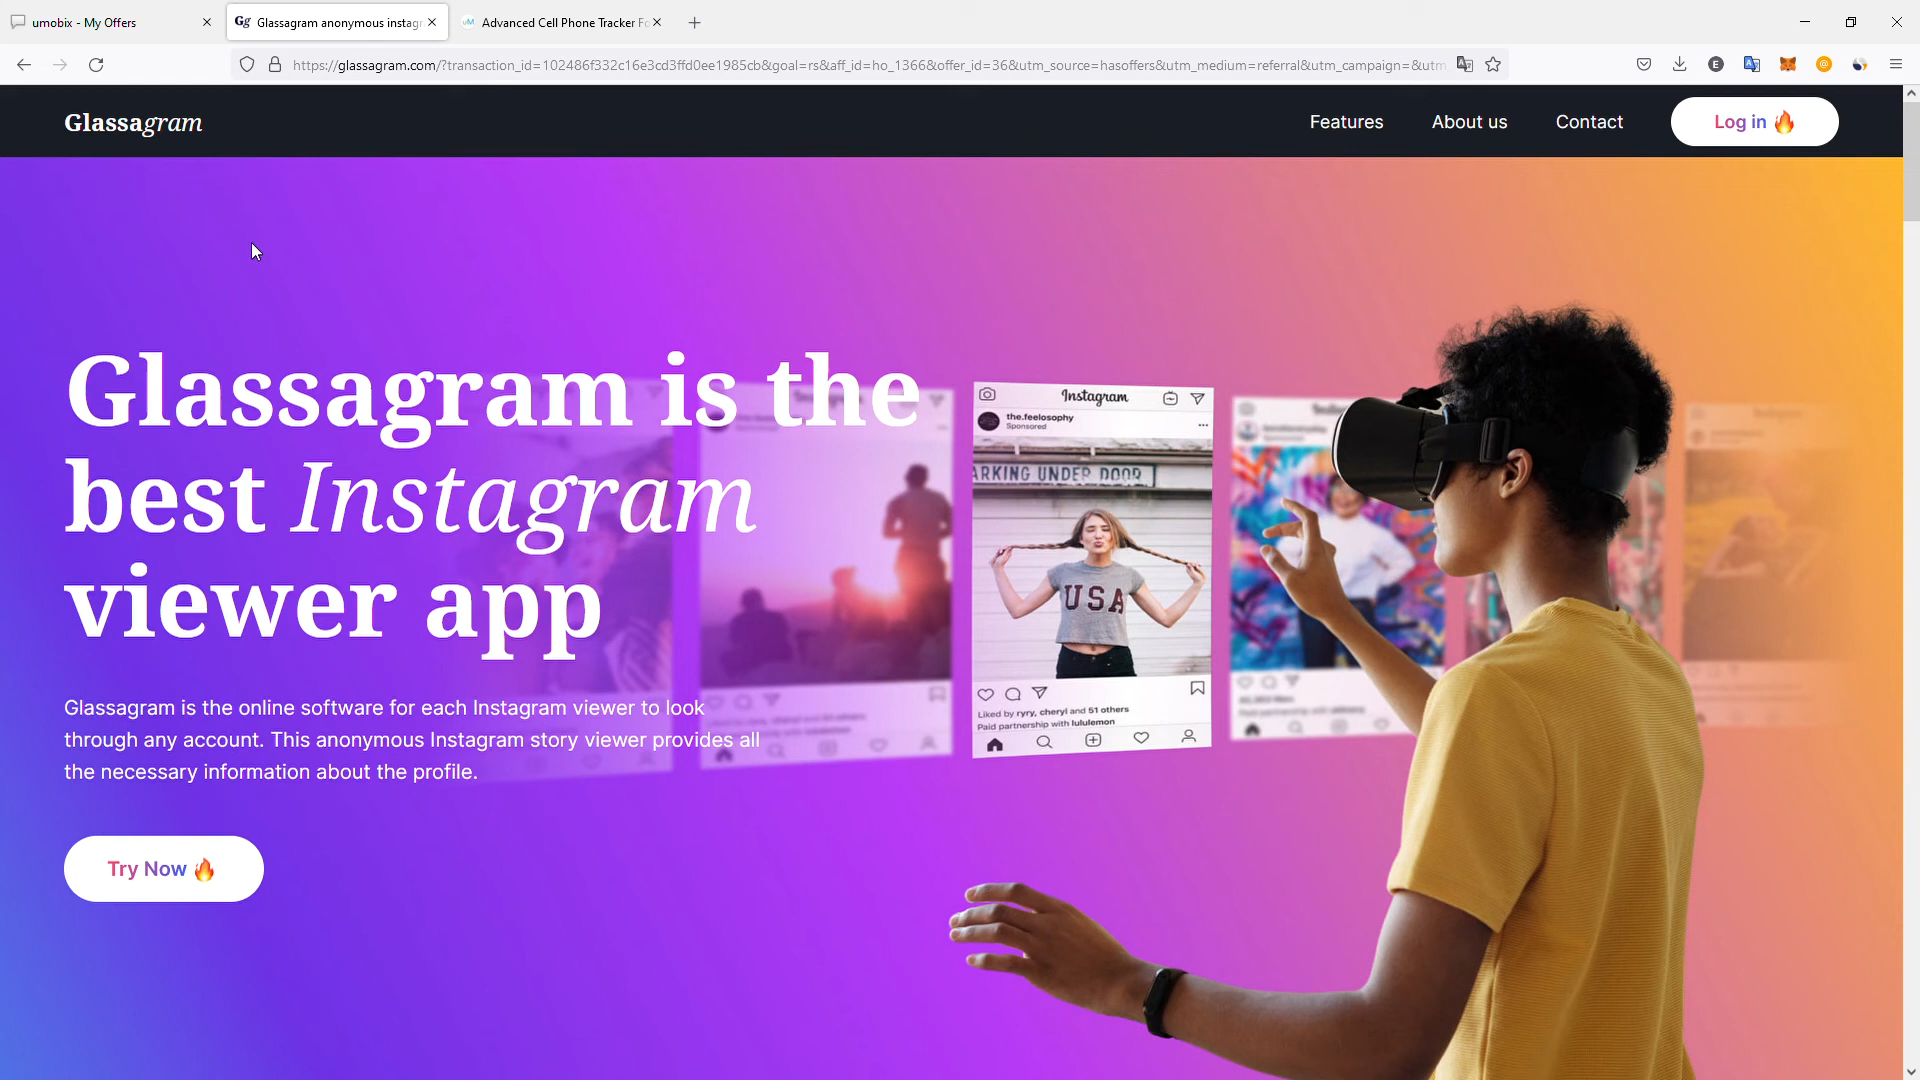 umobix - My Offers
Glassagram anonymous instagr
Advanced Cell Phone Tracker Fo
https://glassagram.com/?transaction_id=102486f332c16e3cd3ffd0ee1985cb&goal=rs&aff_id=ho_1366&offer_id=36&utm_source=hasoffers&utm_medium=referral&utm_campaign=&utm
Glassagram
Features
About us
Contact
Log in
Glassagram is the
best Instagram
viewer app
Glassagram is the online software for each Instagram viewer to look
through any account. This anonymous Instagram story viewer provides all
the necessary information about the profile.
Try Now
Instagram
the.feelosophy
Sponsored
ARKING UNDER DOOR
USA
Liked by ryry, cheryl and 51 others
Paid partnership with lululemon